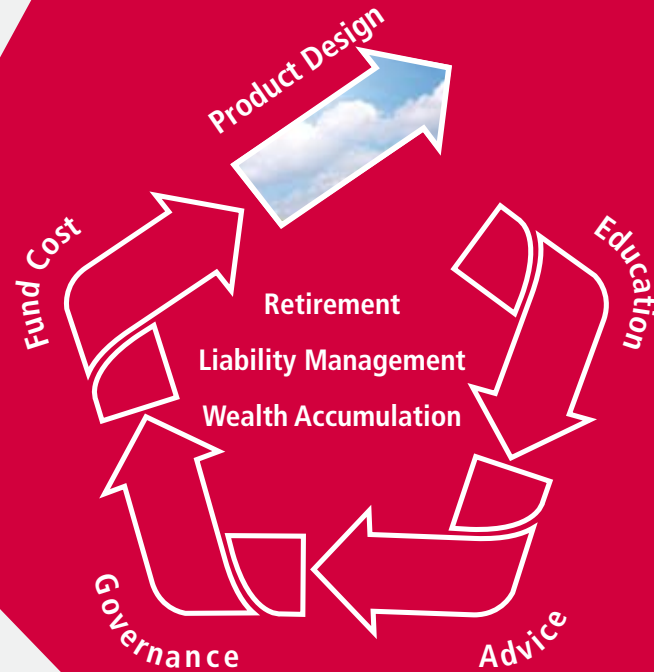 Product Design
Education
Advice
Governance
Fund Cost
Retirement
Liability Management
Wealth Accumulation